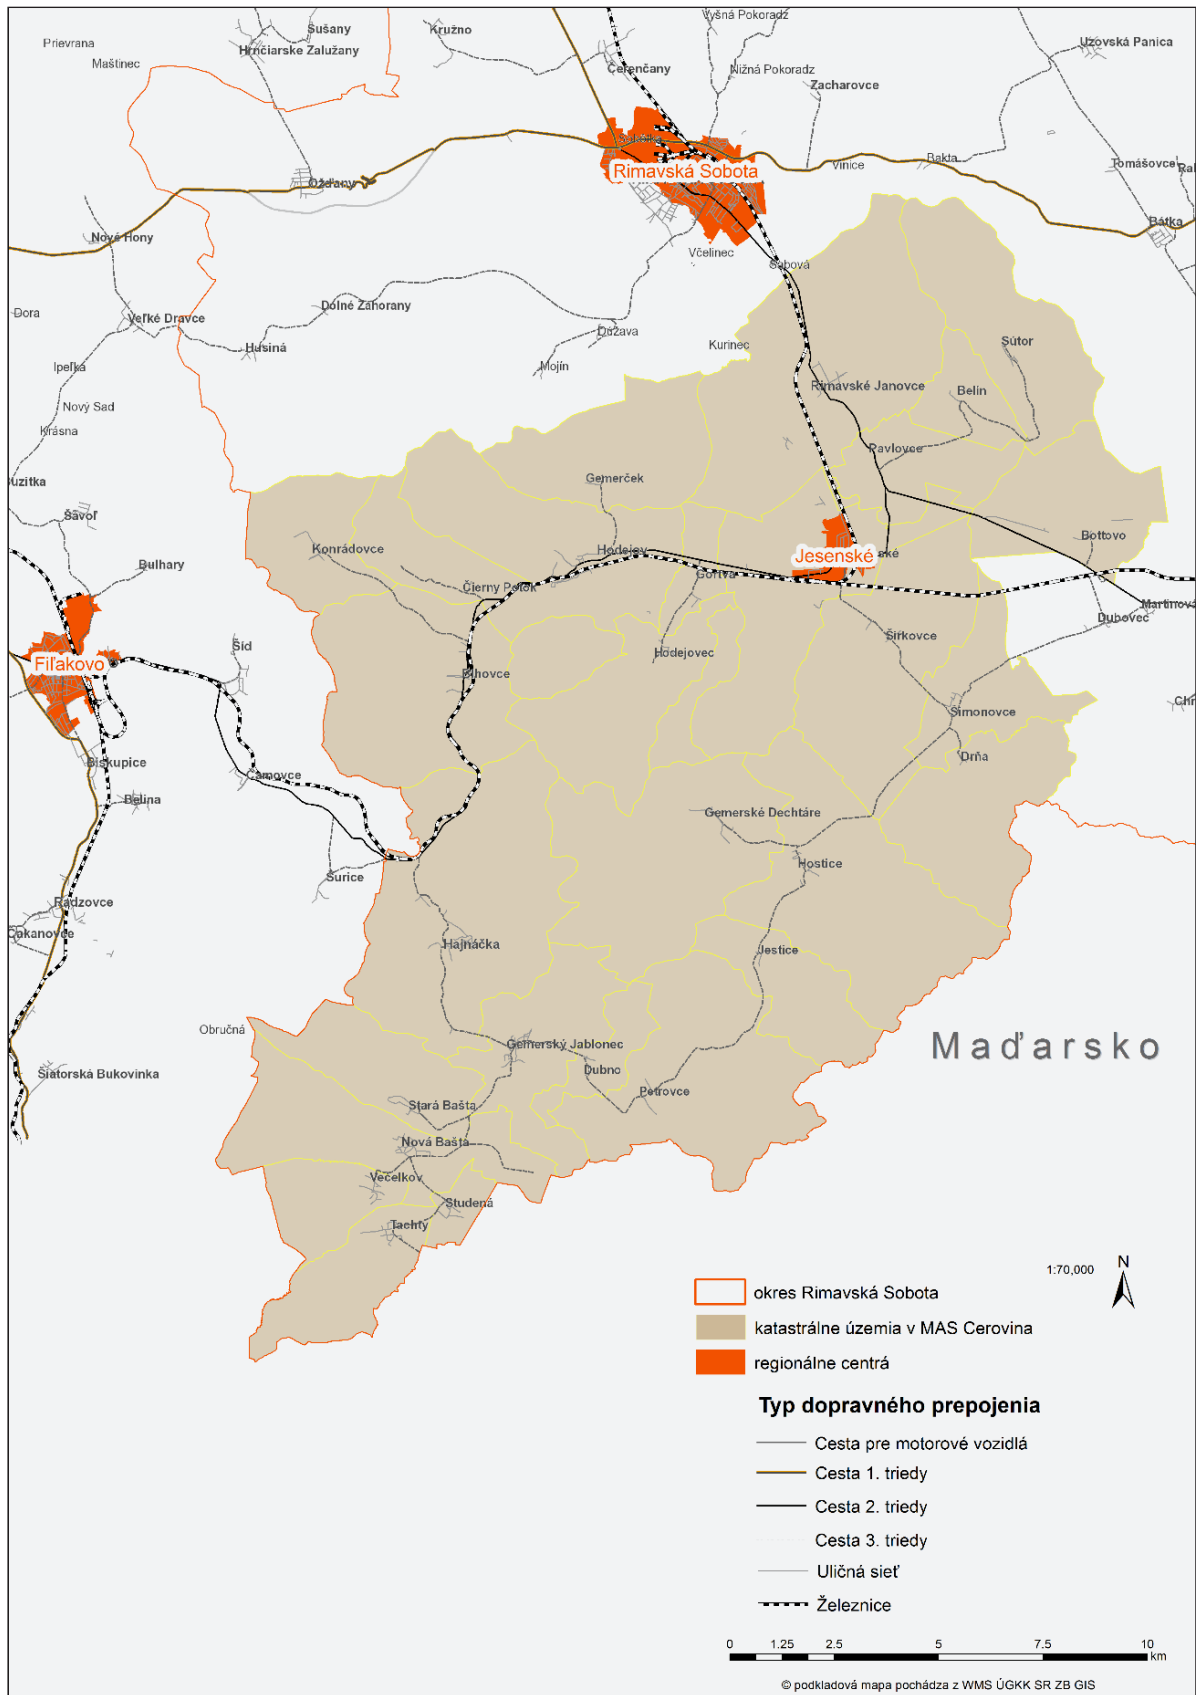 Prievrana
Maštinec
Sušany
Hrnčiarske Zalužany
Kružno
Vyšná Pokoradz
Čerenčany
Nižná Pokoradz
Zacharovce
Uzovská Panica
Rimavská Sobota
Vinice
Bakta
Tomášovce
Bátka
Ožďany
Nové Hony
Včelinec
Sabová
Dolné Zahorany
Dora
Veľké Dravce
Husiná
Dúžava
Mojín
Kurinec
Sútor
Ipeľka
Nový Sad
Krásna
Rimavské Janovce
Belin
Pavlovce
Gemerček
Šávoľ
Konrádovce
Hodejov
Jesenské
Bottovo
Bulhary
Čierny Potok
Gortva
Martinová
Dubovec
Šíd
Fiľakovo
Hodejovec
Širkovce
Blhovce
Šimonovce
Drňa
Biskupice
Čamovce
Belina
Gemerské Dechtáre
Hostice
Šurice
Radzovce
Hajnáčka
Jestice
Obručná
Gemerský Jablonec
Maďarsko
Šiatorská Bukovinka
Dubno
Petrovce
Stará Bašta
Nová Bašta
Večelkov
Studená
Tachty
1:70,000
N
okres Rimavská Sobota
katastrálne územia v MAS Cerovina
regionálne centrá
Typ dopravného prepojenia
Cesta pre motorové vozidlá
Cesta 1. triedy
Cesta 2. triedy
Cesta 3. triedy
Uličná sieť
Železnice
0 1.25 2.5 5 7.5 10
km
© podkladová mapa pochádza z WMS ÚGKK SR ZB GIS